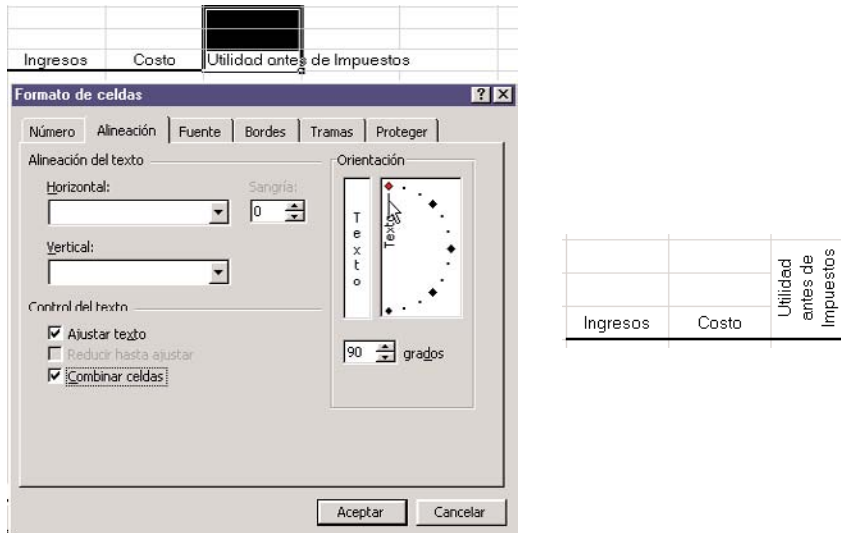 Ingresos Costo Utilidad antes de Impuestos
Formato de celdas
Número Alineación Fuente Bordes Tramas Proteger
Alineación del texto
Horizontal:
Sangría:
0
Vertical:
Control del texto
Ajustar texto
Reducir hasta ajustar
Combinar celdas
Orientación
Texto
Texto
90 grados
Aceptar Cancelar
Ingresos Costo
Utilidad
antes de
Impuestos